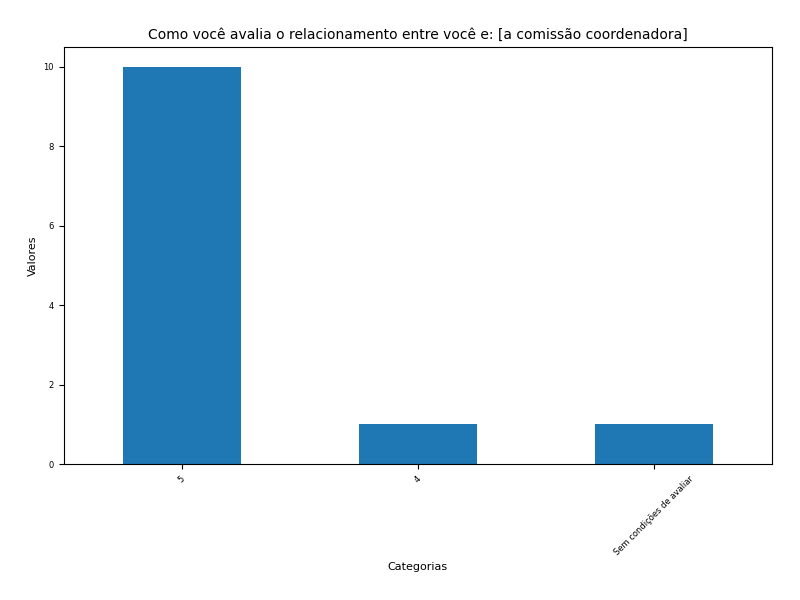 Como você avalia o relacionamento entre você e: [a comissão coordenadora]
10
8
6
4
2
0
Valores
5
4
Sem condições de avaliar
Categorias